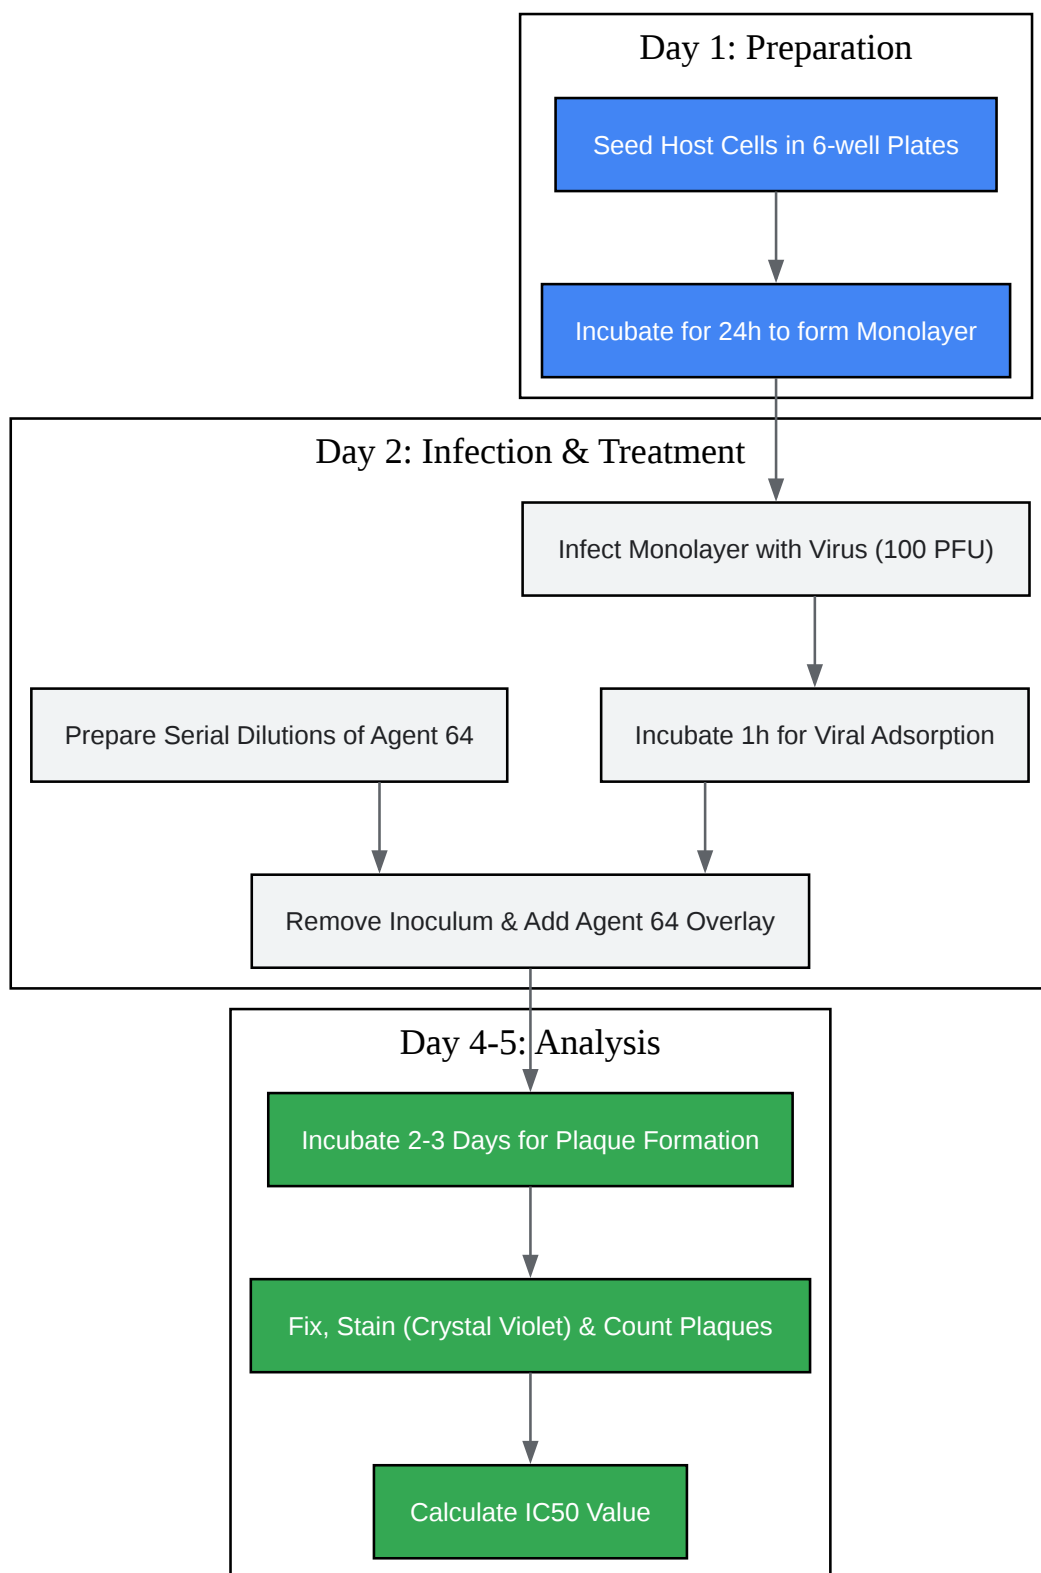 Day 1: Preparation
Seed Host Cells in 6-well Plates
Incubate for 24h to form Monolayer
Day 2: Infection & Treatment
Infect Monolayer with Virus (100 PFU)
Prepare Serial Dilutions of Agent 64
Incubate 1h for Viral Adsorption
Remove Inoculum & Add Agent 64 Overlay
Day 4-5: Analysis
Incubate 2-3 Days for Plaque Formation
Fix, Stain (Crystal Violet) & Count Plaques
Calculate IC50 Value